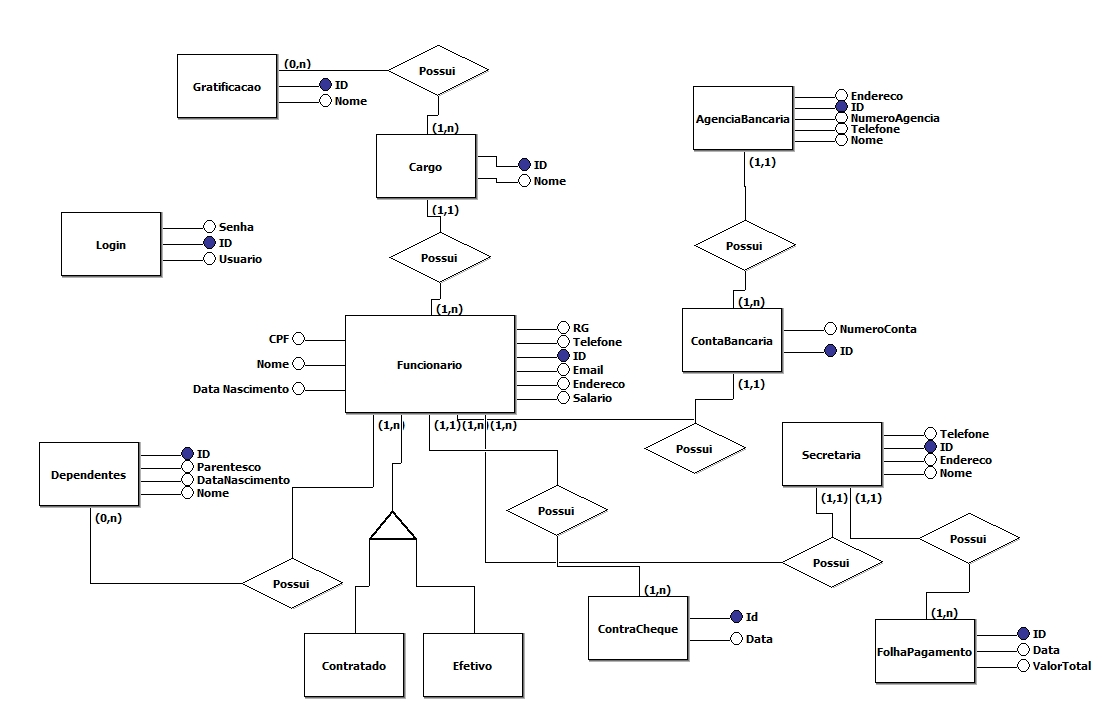 Possui
(0,n)
Gratificacao
ID
Nome
(1,n)
Cargo
ID
Nome
(1,1)
AgenciaBancaria
Endereco
ID
NumeroAgencia
Telefone
Nome
(1,1)
Login
Senha
ID
Usuario
Possui
Possui
(1,n)
(1,n)
CPF
Nome
Data Nascimento
Funcionario
RG
Telefone
ID
Email
Endereco
Salario
ContaBancaria
NumeroConta
ID
(1,1)
(1,n)
(1,1)
(1,n)
(1,n)
Possui
Dependentes
ID
Parentesco
DataNascimento
Nome
(0,n)
Secretaria
Telefone
ID
Endereco
Nome
(1,1)
(1,1)
Possui
Possui
Possui
Possui
(1,n)
ContraCheque
Id
Data
(1,n)
FolhaPagamento
ID
Data
ValorTotal
Contratado
Efetivo